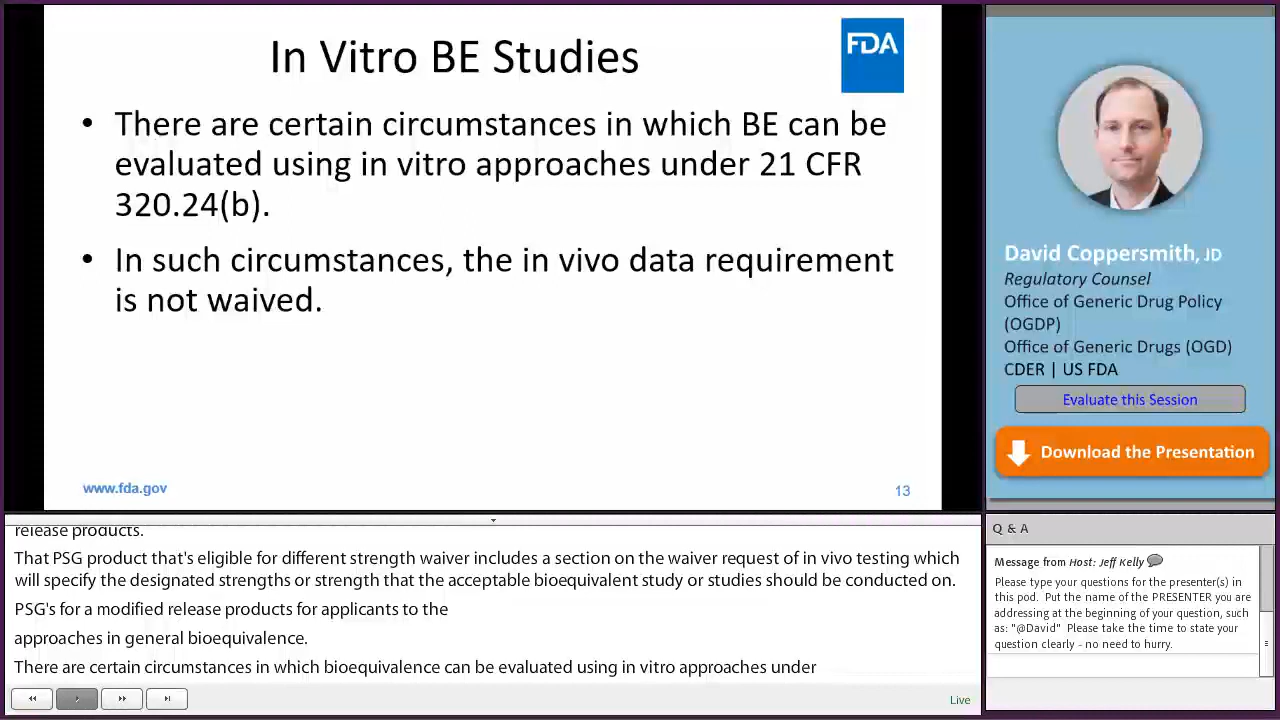 In Vitro BE Studies
FDA
• There are certain circumstances in which BE can be
evaluated using in vitro approaches under 21 CFR
320.24(b).
• In such circumstances, the in vivo data requirement
is not waived.
www.fda.gov
13
David Coppersmith, JD
Regulatory Counsel
Office of Generic Drug Policy
(OGDP)
Office of Generic Drugs (OGD)
CDER | US FDA
Evaluate this Session
Download the Presentation
release products.
That PSG product that's eligible for different strength waiver includes a section on the waiver request of in vivo testing which
will specify the designated strengths or strength that the acceptable bioequivalent study or studies should be conducted on.
PSG's for a modified release products for applicants to the
approaches in general bioequivalence.
There are certain circumstances in which bioequivalence can be evaluated using in vitro approaches under
Live
Q & A
Message from Host: Jeff Kelly
Please type your questions for the presenter(s) in
this pod. Put the name of the PRESENTER you are
addressing at the beginning of your question, such
as: "@David" Please take the time to state your
question clearly - no need to hurry.